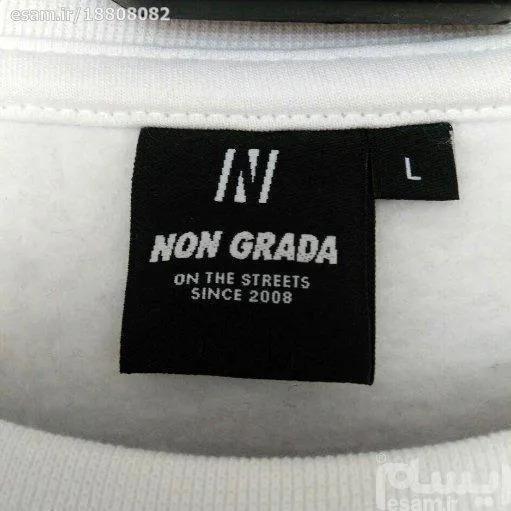 esam.ir/18808082
N
L
NON GRADA
ON THE STREETS
SINCE 2008
ایسام
esam.ir